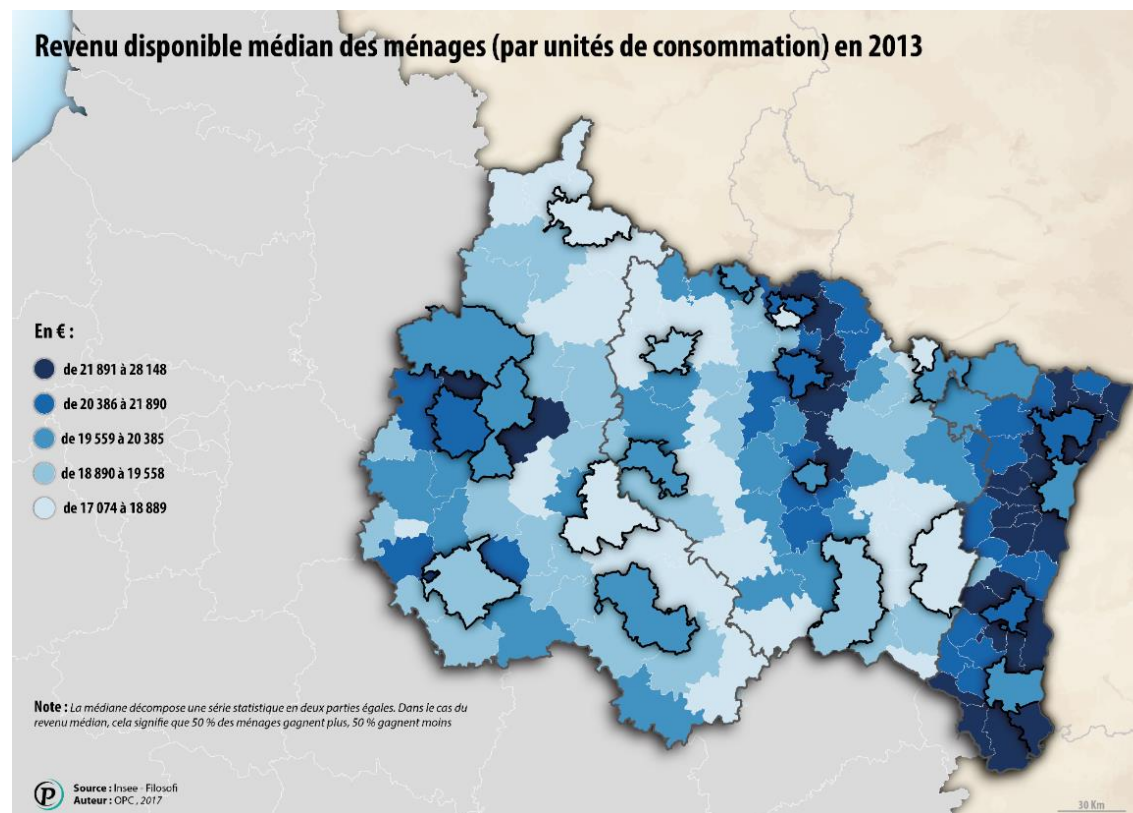 Revenu disponible médian des ménages (par unités de consommation) en 2013
En € :
de 21 891 à 28 148
de 20 386 à 21 890
de 19 559 à 20 385
de 18 890 à 19 558
de 17 074 à 18 889
Note : La médiane décompose une série statistique en deux parties égales. Dans le cas du
revenu médian, cela signifie que 50 % des ménages gagnent plus, 50 % gagnent moins
P
Source : Insee - Filosofi
Auteur : OPC, 2017
30 Km